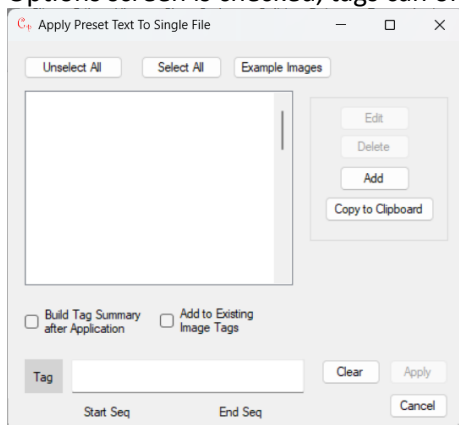 Apply Preset Text To Single File
Unselect All Select All Example Images
Edit
Delete
Add
Copy to Clipboard
Build Tag Summary
after Application
Add to Existing
Image Tags
Tag
Clear Apply
Start Seq End Seq
Cancel